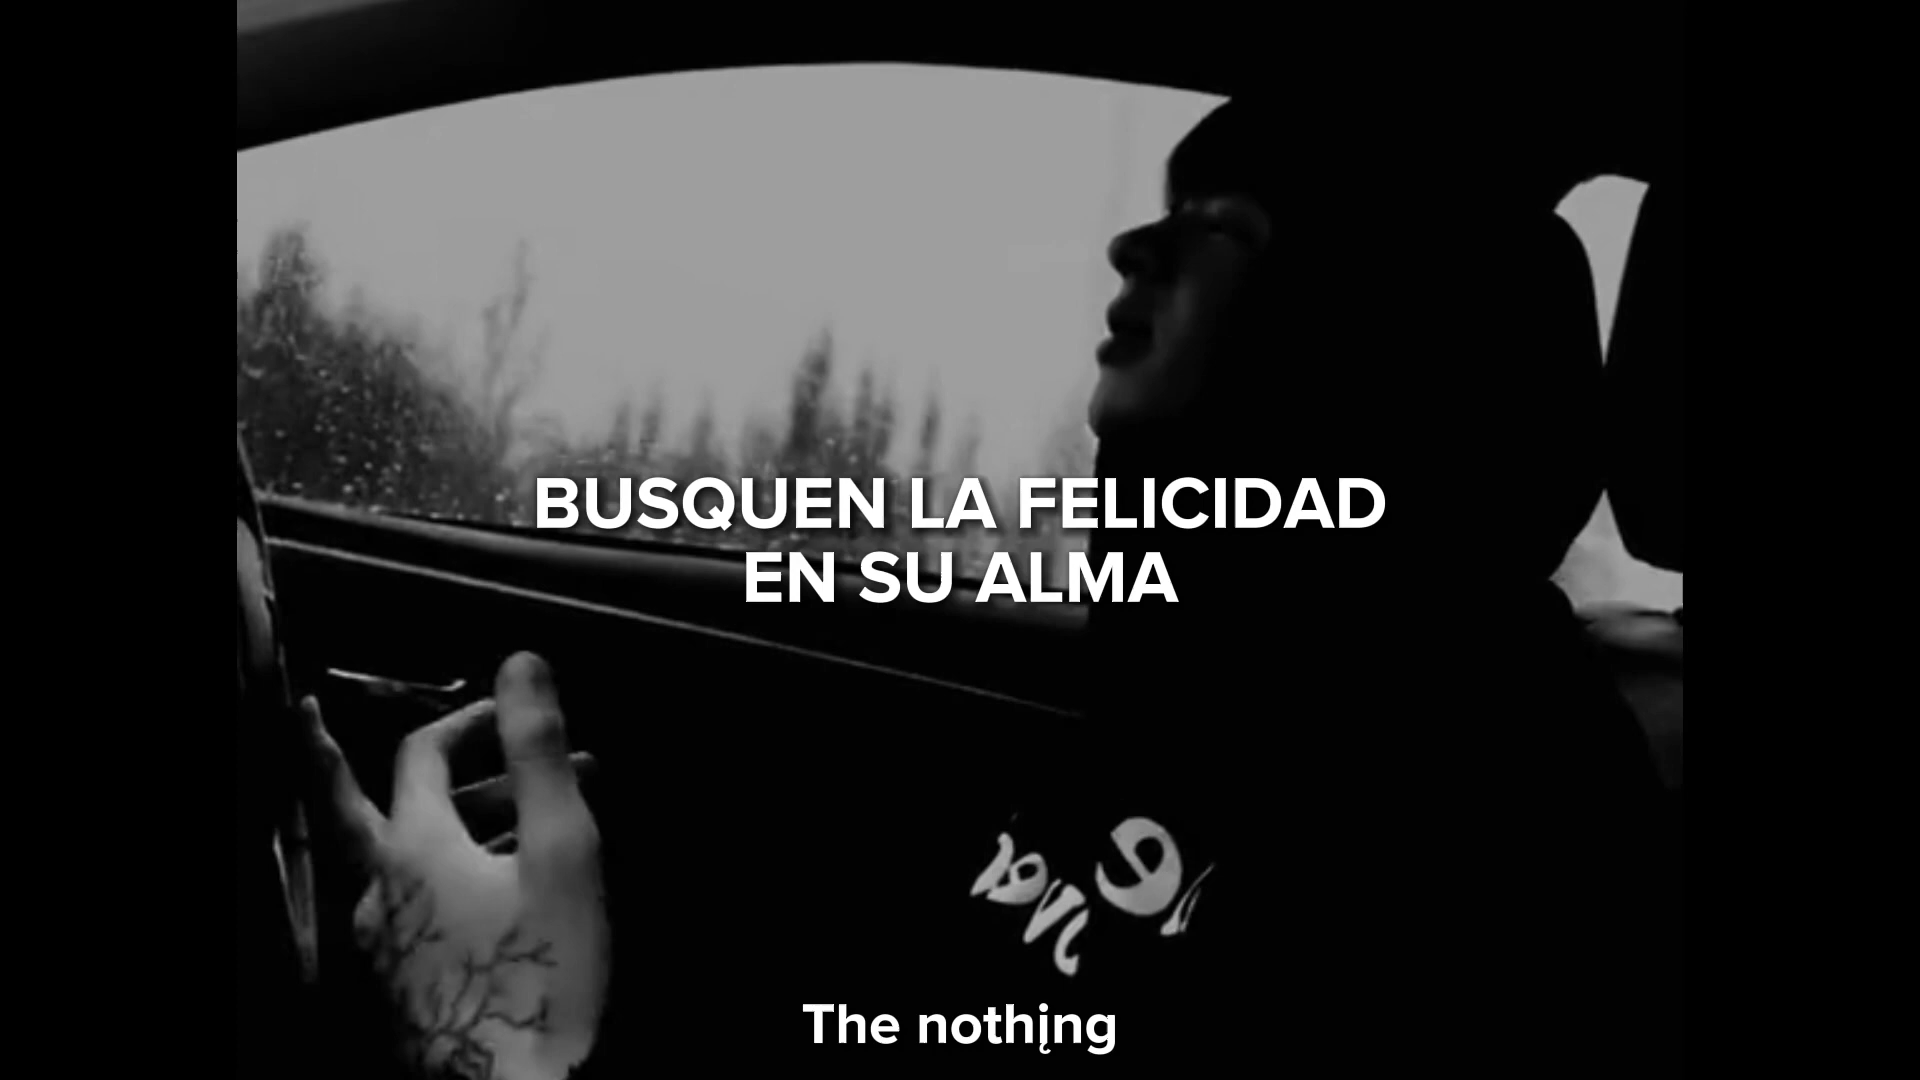 BUSQUEN LA FELICIDAD
EN SU ALMA
The nothįng